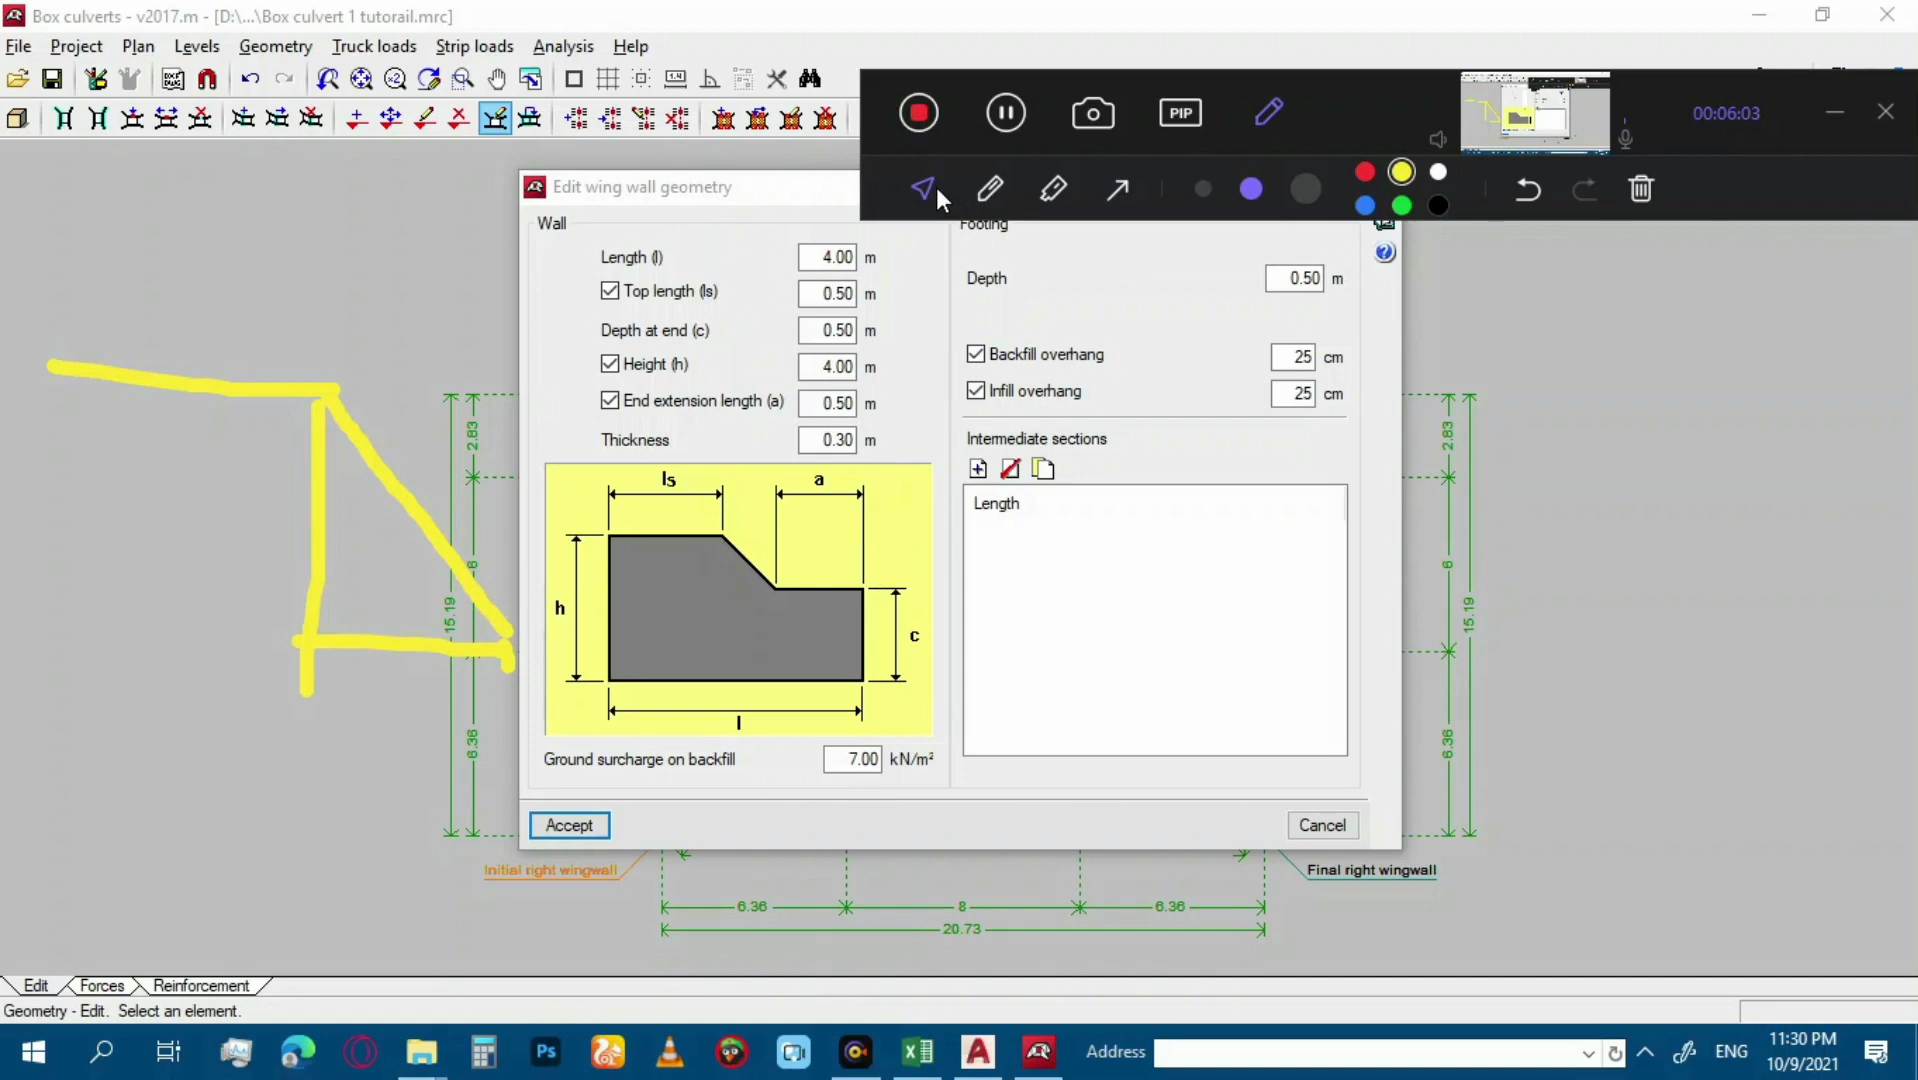 Box culverts - v2017.m - [D:\...\Box culvert 1 tutorail.mrc]
File Project Plan Levels Geometry Truck loads Strip loads Analysis Help
PIP
00:06:03
Edit wing wall geometry
Wall
Footing
Length (l) 4.00 m
Top length (ls) 0.50 m
Depth at end (c) 0.50 m
Height (h) 4.00 m
End extension length (a) 0.50 m
Thickness 0.30 m
Depth 0.50 m
Backfill overhang 25 cm
Infill overhang 25 cm
Intermediate sections
Length
ls
a
h
c
l
Ground surcharge on backfill 7.00 kN/m²
Accept
Cancel
2.83
6
15.19
6.36
2.83
6
15.19
6.36
Initial right wingwall
Final right wingwall
6.36 8 6.36
20.73
Edit Forces Reinforcement
Geometry - Edit. Select an element.
Ps
Address
ENG
11:30 PM
10/9/2021